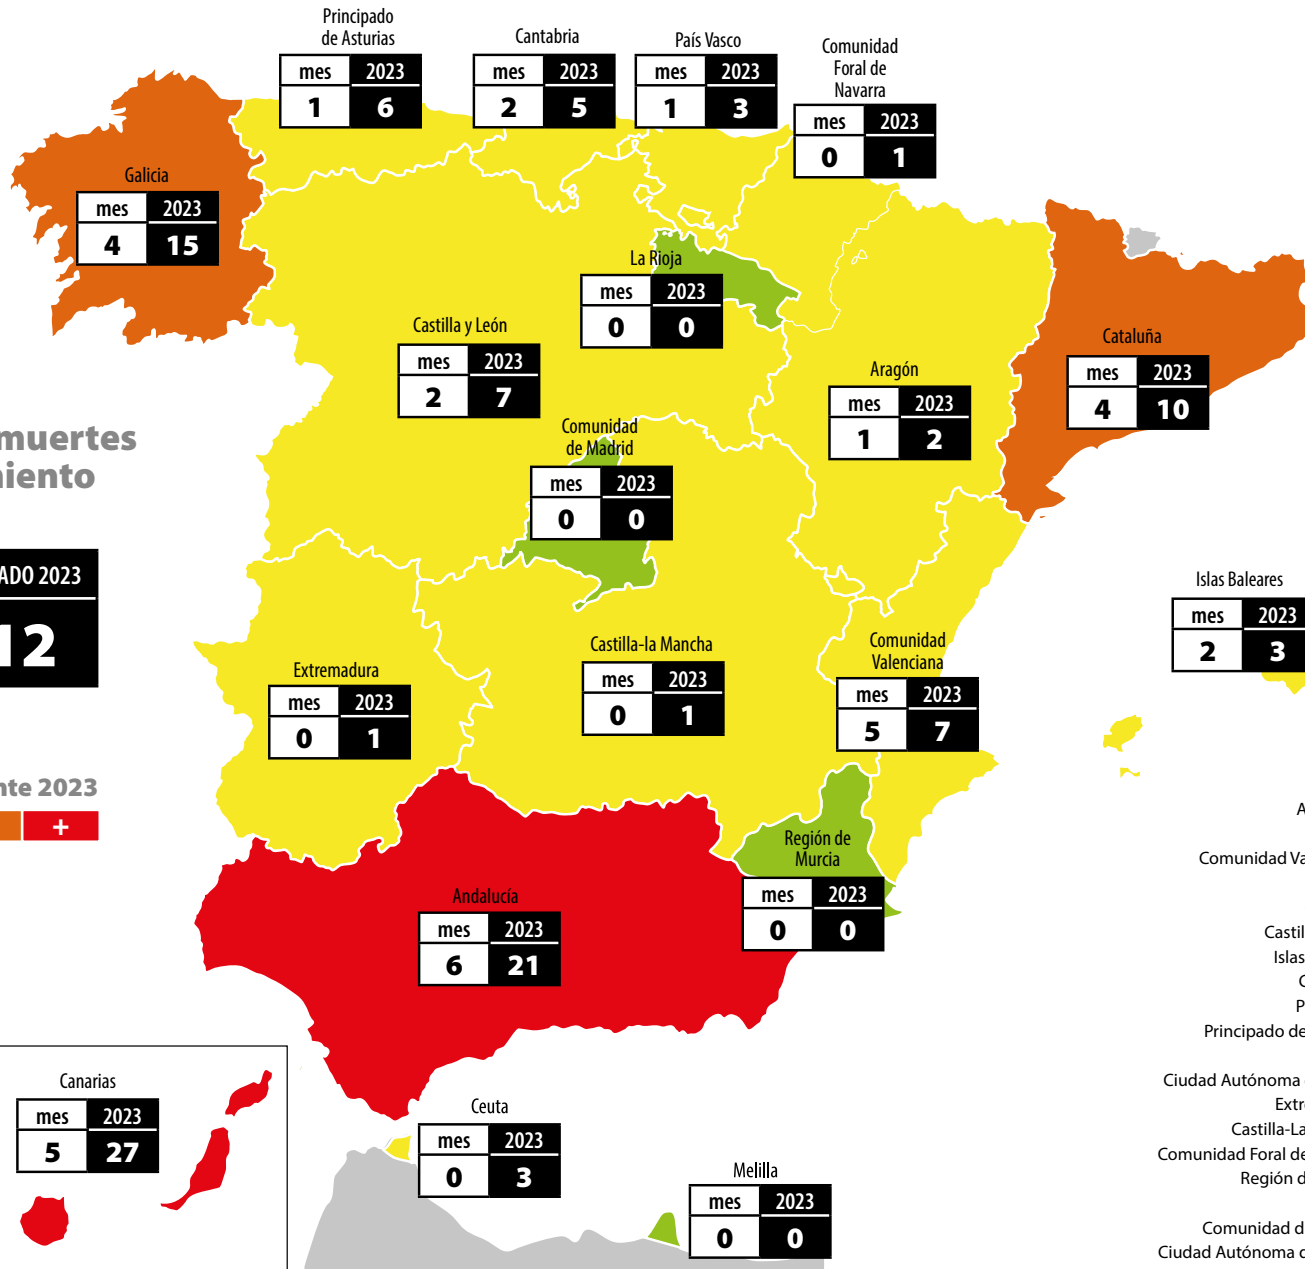 Principado
de Asturias
mes 2023
1 6
Cantabria
mes 2023
2 5
País Vasco
mes 2023
1 3
Comunidad
Foral de
Navarra
mes 2023
0 1
Galicia
mes 2023
4 15
La Rioja
mes 2023
0 0
Castilla y León
mes 2023
2 7
Cataluña
mes 2023
4 10
Aragón
mes 2023
1 2
Comunidad
de Madrid
mes 2023
0 0
muertes
Islas Baleares
mes 2023
2 3
2023
12
Castilla-la Mancha
mes 2023
0 1
Comunidad
Valenciana
mes 2023
5 7
Extremadura
mes 2023
0 1
2023
+
Región de
Murcia
mes 2023
0 0
Andalucía
mes 2023
6 21
A
Comunidad Va
Castil
Islas
C
P
Principado de
Ciudad Autónoma
Extre
Castilla-La
Comunidad Foral de
Región d
Comunidad d
Ciudad Autónoma d
Canarias
mes 2023
5 27
Ceuta
mes 2023
0 3
Melilla
mes 2023
0 0